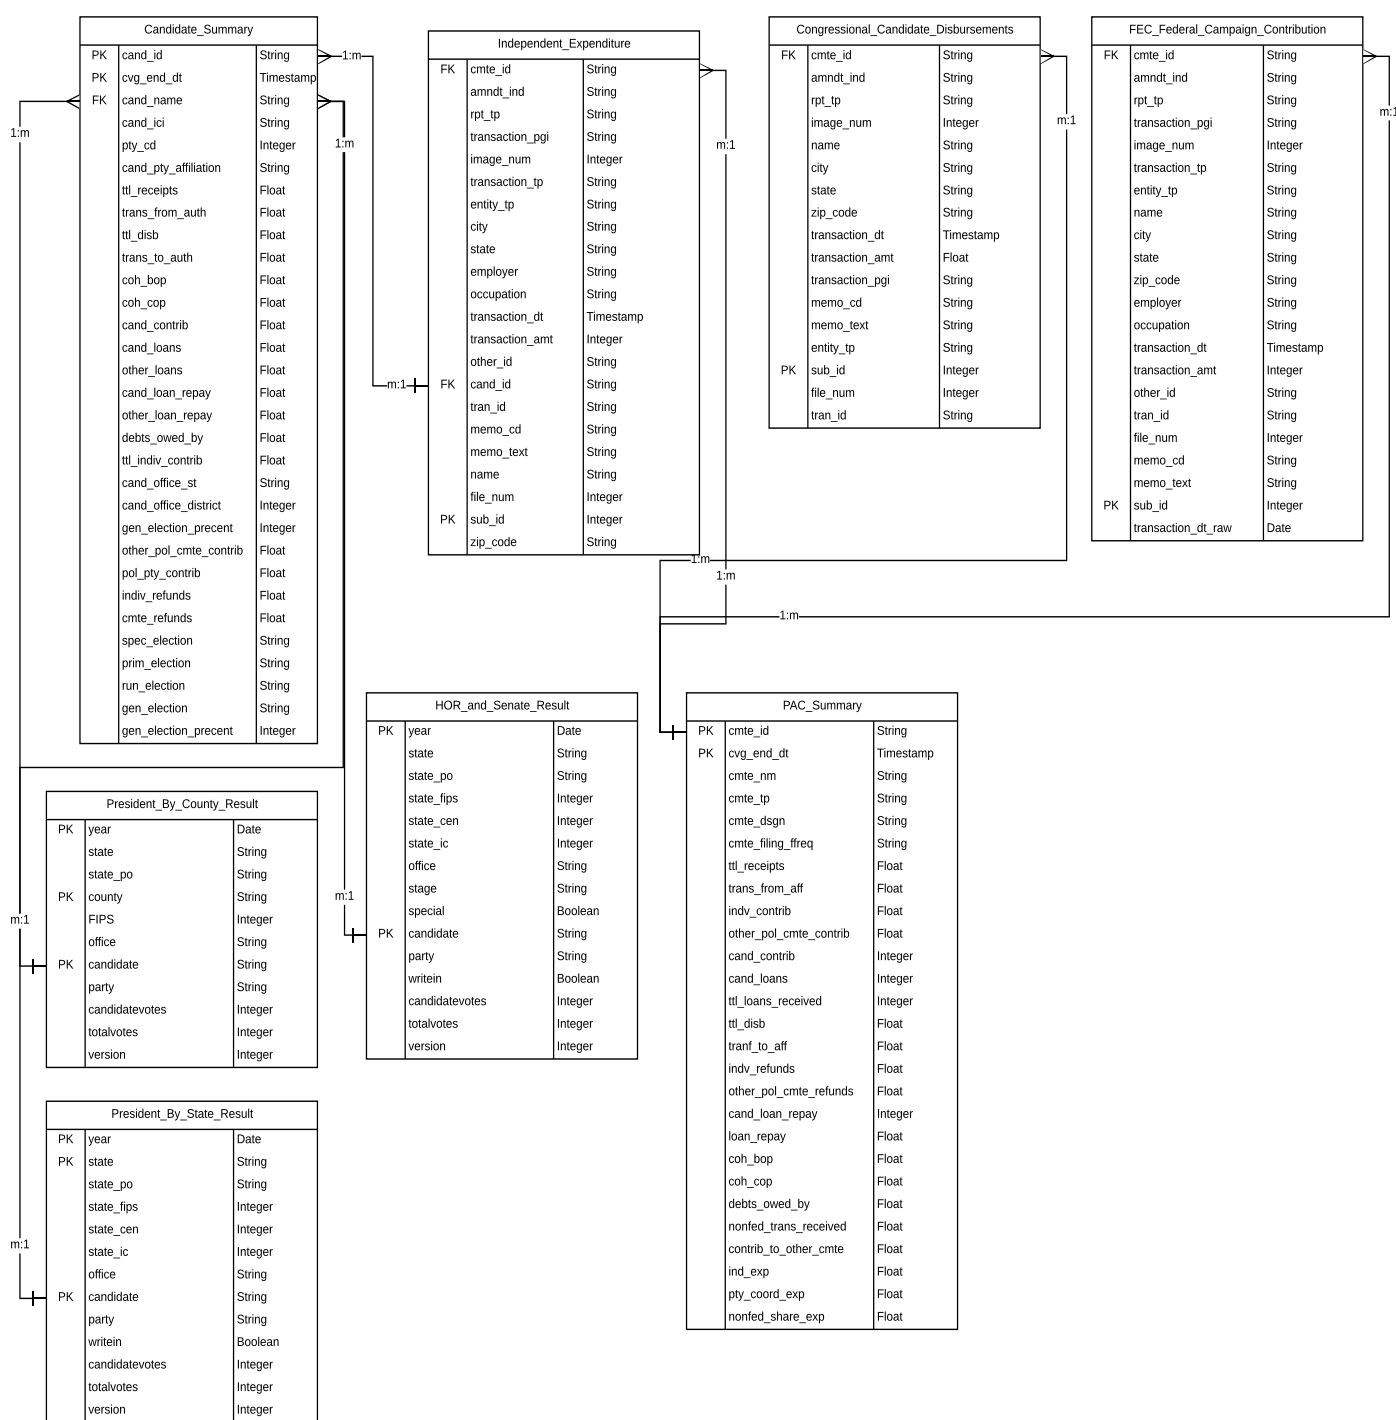 Candidate_Summary
PK cand_id String
PK cvg_end_dt Timestamp
FK cand_name String
cand_ici String
pty_cd Integer
cand_pty_affiliation String
ttl_receipts Float
trans_from_auth Float
ttl_disb Float
trans_to_auth Float
coh_bop Float
coh_cop Float
cand_contrib Float
cand_loans Float
other_loans Float
cand_loan_repay Float
other_loan_repay Float
debts_owed_by Float
ttl_indiv_contrib Float
cand_office_st String
cand_office_district Integer
gen_election_precent Integer
other_pol_cmte_contrib Float
pol_pty_contrib Float
indiv_refunds Float
cmte_refunds Float
spec_election String
prim_election String
run_election String
gen_election String
gen_election_precent Integer
1:m
1:m
1:m
m:1
Independent_Expenditure
FK cmte_id String
amndt_ind String
rpt_tp String
transaction_pgi String
image_num Integer
transaction_tp String
entity_tp String
city String
state String
employer String
occupation String
transaction_dt Timestamp
transaction_amt Integer
other_id String
FK cand_id String
tran_id String
memo_cd String
memo_text String
name String
file_num Integer
PK sub_id Integer
zip_code String
m:1
1:m
1:m
Congressional_Candidate_Disbursements
FK cmte_id String
amndt_ind String
rpt_tp String
image_num Integer
name String
city String
state String
zip_code String
transaction_dt Timestamp
transaction_amt Float
transaction_pgi String
memo_cd String
memo_text String
entity_tp String
PK sub_id Integer
file_num Integer
tran_id String
m:1
1:m
FEC_Federal_Campaign_Contribution
FK cmte_id String
amndt_ind String
rpt_tp String
transaction_pgi String
image_num Integer
transaction_tp String
entity_tp String
name String
city String
state String
zip_code String
employer String
occupation String
transaction_dt Timestamp
transaction_amt Integer
other_id String
tran_id String
file_num Integer
memo_cd String
memo_text String
PK sub_id Integer
transaction_dt_raw Date
m:1
President_By_County_Result
PK year Date
state String
state_po String
PK county String
FIPS Integer
office String
PK candidate String
party String
candidatevotes Integer
totalvotes Integer
version Integer
m:1
HOR_and_Senate_Result
PK year Date
state String
state_po String
state_fips Integer
state_cen Integer
state_ic Integer
office String
stage String
special Boolean
PK candidate String
party String
writein Boolean
candidatevotes Integer
totalvotes Integer
version Integer
m:1
PAC_Summary
PK cmte_id String
PK cvg_end_dt Timestamp
cmte_nm String
cmte_tp String
cmte_dsgn String
cmte_filing_ffreq String
ttl_receipts Float
trans_from_aff Float
indv_contrib Float
other_pol_cmte_contrib Float
cand_contrib Integer
cand_loans Integer
ttl_loans_received Integer
ttl_disb Float
tranf_to_aff Float
indv_refunds Float
other_pol_cmte_refunds Float
cand_loan_repay Integer
loan_repay Float
coh_bop Float
coh_cop Float
debts_owed_by Float
nonfed_trans_received Float
contrib_to_other_cmte Float
ind_exp Float
pty_coord_exp Float
nonfed_share_exp Float
President_By_State_Result
PK year Date
PK state String
state_po String
state_fips Integer
state_cen Integer
state_ic Integer
office String
PK candidate String
party String
writein Boolean
candidatevotes Integer
totalvotes Integer
version Integer
m:1